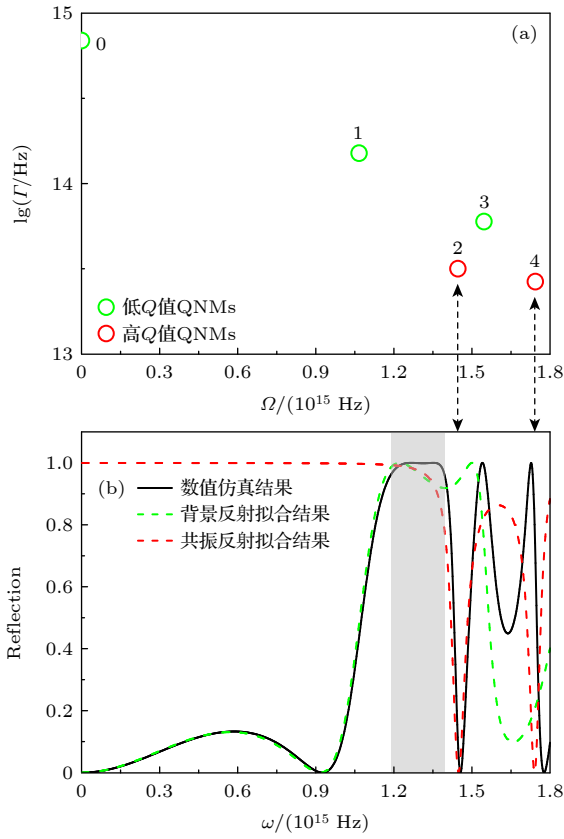 15
(a)
0
1
lg(Γ/Hz)
14
3
2
4
低Q值QNMs
高Q值QNMs
13
0 0.3 0.6 0.9 1.2 1.5 1.8
Ω/(10¹⁵ Hz)
1.0
(b)
数值仿真结果
背景反射拟合结果
共振反射拟合结果
0.8
0.6
Reflection
0.4
0.2
0
0 0.3 0.6 0.9 1.2 1.5 1.8
ω/(10¹⁵ Hz)